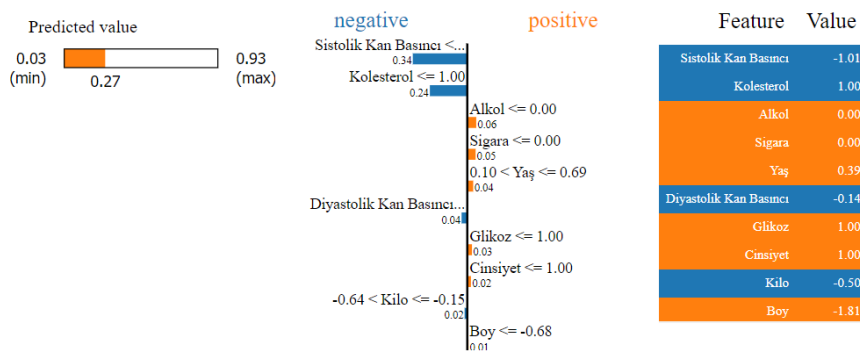 Predicted value
0.03
(min)
0.27
0.93
(max)
negative positive
Sistolik Kan Basıncı <...
0.34
Kolesterol <= 1.00
0.24
Alkol <= 0.00
0.06
Sigara <= 0.00
0.05
0.10 < Yaş <= 0.69
0.04
Diyastolik Kan Basıncı...
0.04
Glikoz <= 1.00
0.03
Cinsiyet <= 1.00
0.02
-0.64 < Kilo <= -0.15
0.02
Boy <= -0.68
0.01
Feature Value
Sistolik Kan Basıncı -1.01
Kolesterol 1.00
Alkol 0.00
Sigara 0.00
Yaş 0.39
Diyastolik Kan Basıncı -0.14
Glikoz 1.00
Cinsiyet 1.00
Kilo -0.50
Boy -1.81